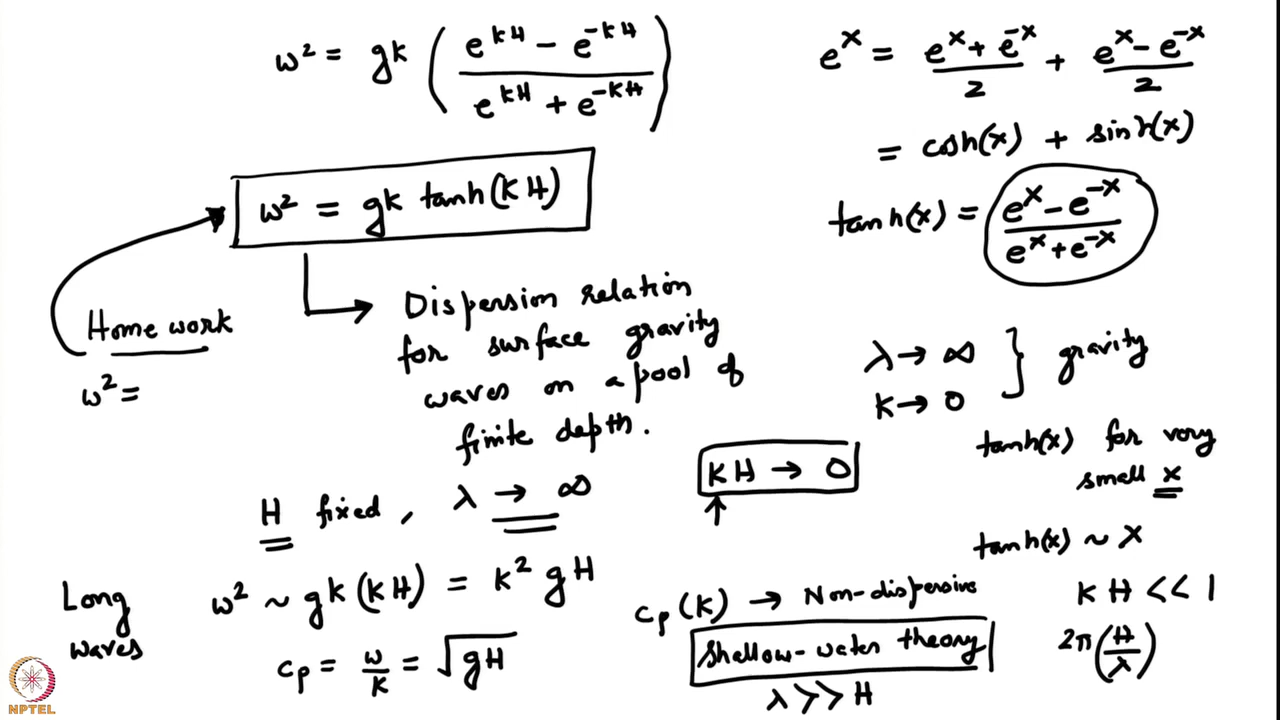 ω² = gk ( (e^{kH} − e^{−kH}) / (e^{kH} + e^{−kH}) )
ω² = gk tanh(KH)
Dispersion relation
for surface gravity
waves on a pool of
finite depth.
Home work
ω² =
H fixed, λ → ∞
Long
waves
ω² ~ gk(kH) = k² gH
c_p = ω/k = √gH
e^x = (e^x + e^{−x})/2 + (e^x − e^{−x})/2
= cosh(x) + sinh(x)
tanh(x) = (e^x − e^{−x}) / (e^x + e^{−x})
λ → ∞
K → 0
} gravity
KH → 0
tanh(x) for very
small x
tanh(x) ~ x
c_p(k) → Non-dispersive
Shallow-water theory
λ >> H
KH << 1
2π(H/λ)
NPTEL